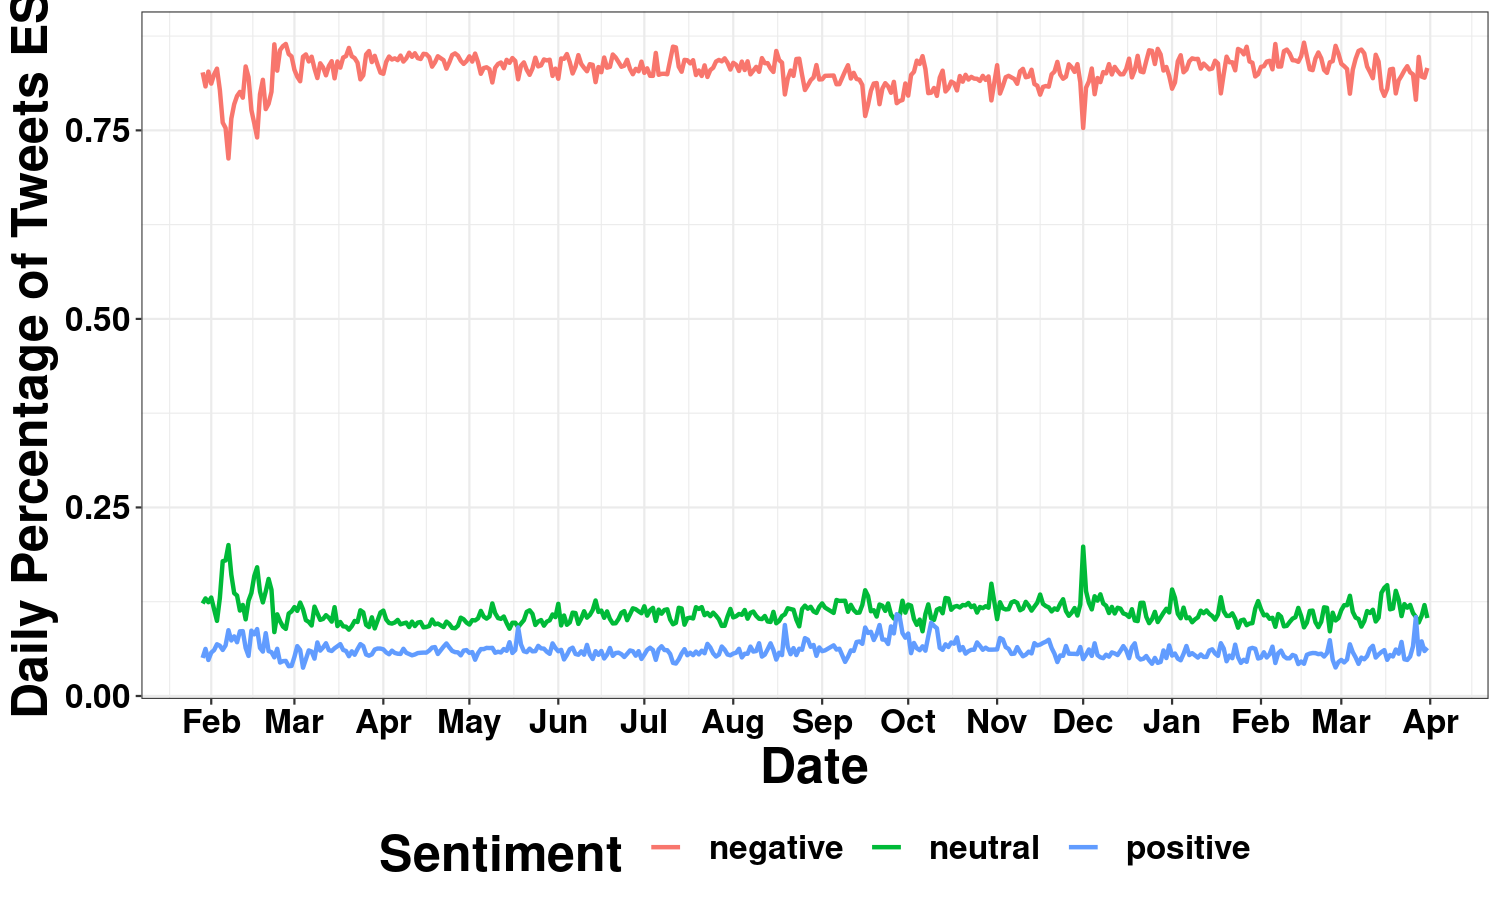 Daily Percentage of Tweets ES
0.75
0.50
0.25
0.00
Feb Mar Apr May Jun Jul Aug Sep Oct Nov Dec Jan Feb Mar Apr
Date
Sentiment negative neutral positive